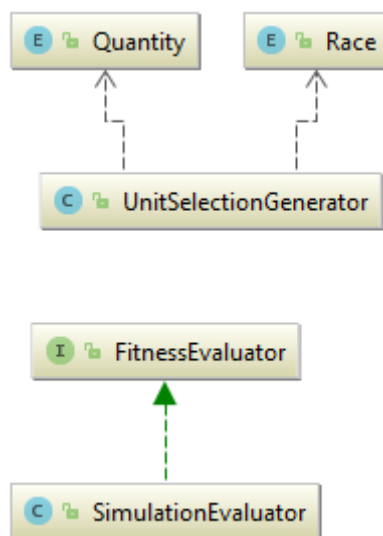 E Quantity
E Race
C UnitSelectionGenerator
I FitnessEvaluator
C SimulationEvaluator